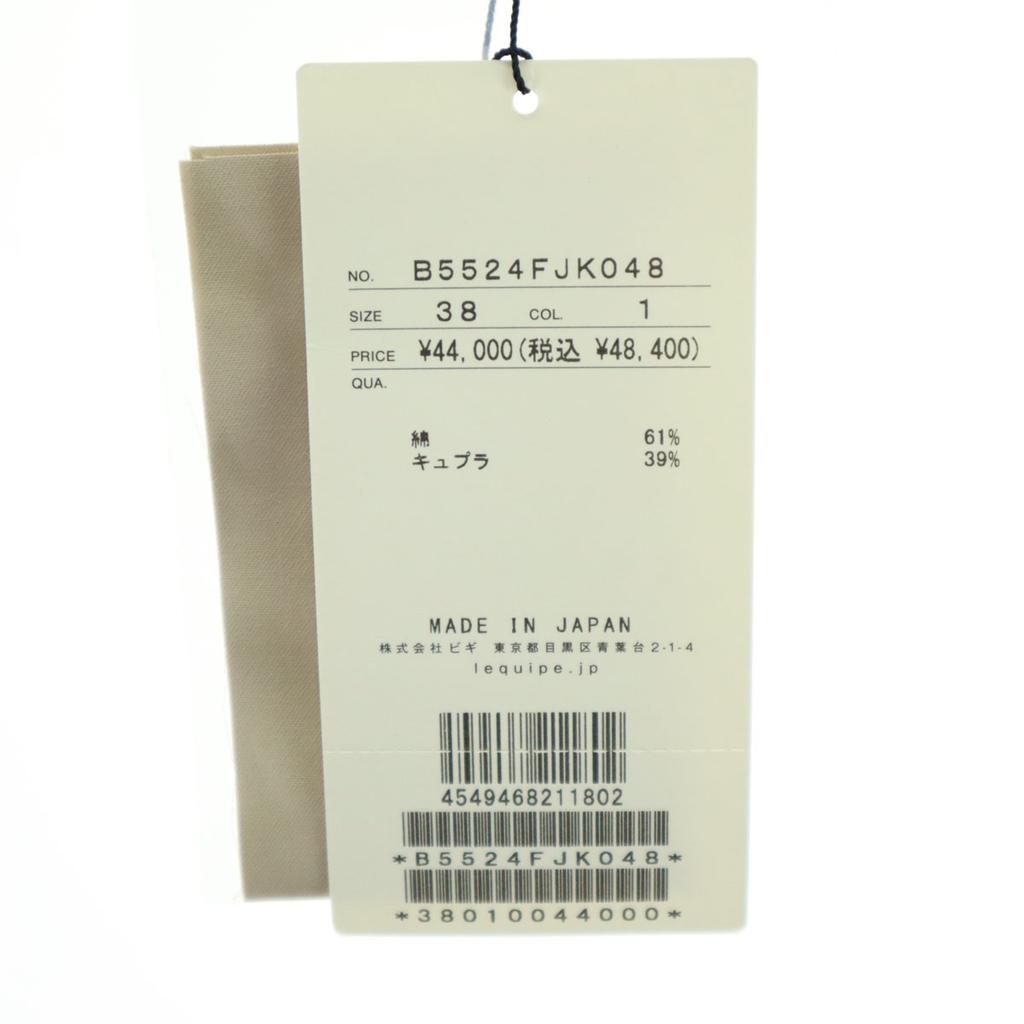 NO. B5524FJK048
SIZE 38 COL. 1
PRICE ¥44,000(税込 ¥48,400)
QUA.
綿 61%
キュプラ 39%
MADE IN JAPAN
株式会社ビギ 東京都目黒区青葉台2-1-4
lequipe.jp
4549468211802
*B5524FJK048*
*38010044000*